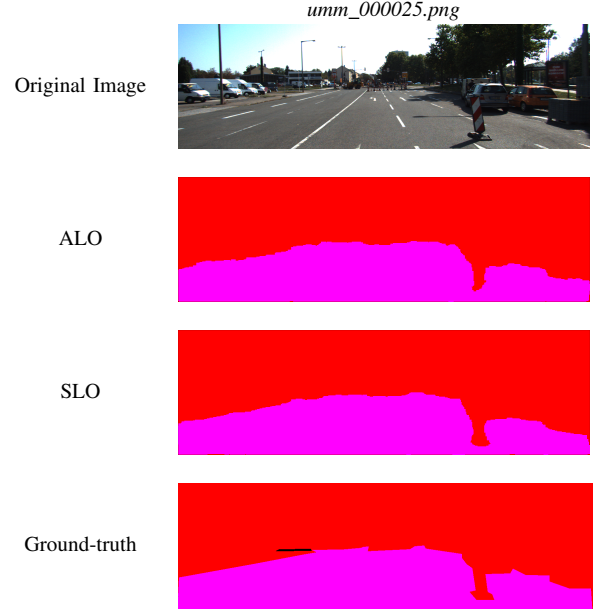 umm_000025.png
Original Image
ALO
SLO
Ground-truth